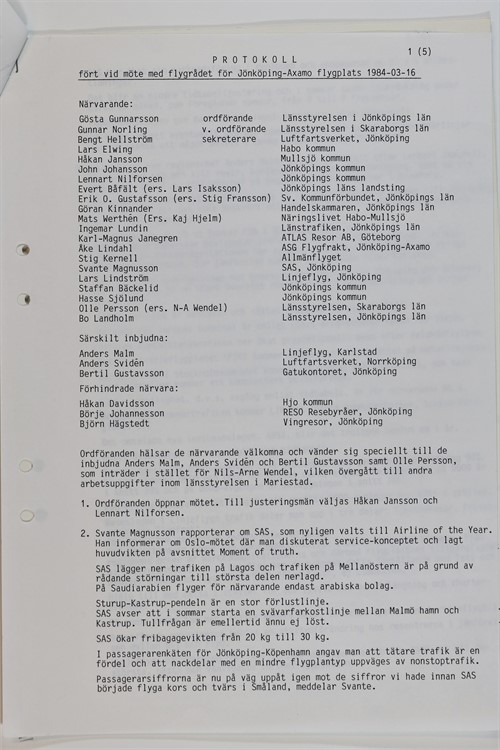 1 (5)
P R O T O K O L L
fört vid möte med flygrådet för Jönköping-Axamo flygplats 1984-03-16
Närvarande:
Gösta Gunnarsson ordförande Länsstyrelsen i Jönköpings län
Gunnar Norling v. ordförande Länsstyrelsen i Skaraborgs län
Bengt Hellström sekreterare Luftfartsverket, Jönköping
Lars Elwing Habo kommun
Håkan Jansson Mullsjö kommun
John Johansson Jönköpings kommun
Lennart Nilforsen Jönköpings kommun
Evert Båfält (ers. Lars Isaksson) Jönköpings läns landsting
Erik O. Gustafsson (ers. Stig Fransson) Sv. Kommunförbundet, Jönköpings län
Göran Kinnander Handelskammaren, Jönköpings län
Mats Werthén (Ers. Kaj Hjelm) Näringslivet Habo-Mullsjö
Ingemar Lundin Länstrafiken, Jönköpings län
Karl-Magnus Janegren ATLAS Resor AB, Göteborg
Åke Lindahl ASG Flygfrakt, Jönköping-Axamo
Stig Kernell Allmänflyget
Svante Magnusson SAS, Jönköping
Lars Lindström Linjeflyg, Jönköping
Staffan Bäckelid Jönköpings kommun
Hasse Sjölund Jönköpings kommun
Olle Persson (ers. N-A Wendel) Länsstyrelsen, Skaraborgs län
Bo Landholm Länsstyrelsen, Jönköpings län
Särskilt inbjudna:
Anders Malm Linjeflyg, Karlstad
Anders Svidén Luftfartsverket, Norrköping
Bertil Gustavsson Gatukontoret, Jönköping
Förhindrade närvara:
Håkan Davidsson Hjo kommun
Börje Johannesson RESO Resebyråer, Jönköping
Björn Hägstedt Vingresor, Jönköping
Ordföranden hälsar de närvarande välkomna och vänder sig speciellt till de
inbjudna Anders Malm, Anders Svidén och Bertil Gustavsson samt Olle Persson,
som inträder i stället för Nils-Arne Wendel, vilken övergått till andra
arbetsuppgifter inom länsstyrelsen i Mariestad.
1. Ordföranden öppnar mötet. Till justeringsmän väljas Håkan Jansson och
Lennart Nilforsen.
2. Svante Magnusson rapporterar om SAS, som nyligen valts till Airline of the Year.
Han informerar om Oslo-mötet där man diskuterat service-konceptet och lagt
huvudvikten på avsnittet Moment of truth.
SAS lägger ner trafiken på Lagos och trafiken på Mellanöstern är på grund av
rådande störningar till största delen nerlagd.
På Saudiarabien flyger för närvarande endast arabiska bolag.
Sturup-Kastrup-pendeln är en stor förlustlinje.
SAS avser att i sommar starta en svävarfarkostlinje mellan Malmö hamn och
Kastrup. Tullfrågan är emellertid ännu ej löst.
SAS ökar fribagagevikten från 20 kg till 30 kg.
I passagerarenkäten för Jönköping-Köpenhamn angav man att tätare trafik är en
fördel och att nackdelar med en mindre flygplantyp uppväges av nonstoptrafik.
Passagerarsiffrorna är nu på väg uppåt igen mot de siffror vi hade innan SAS
började flyga kors och tvärs i Småland, meddelar Svante.